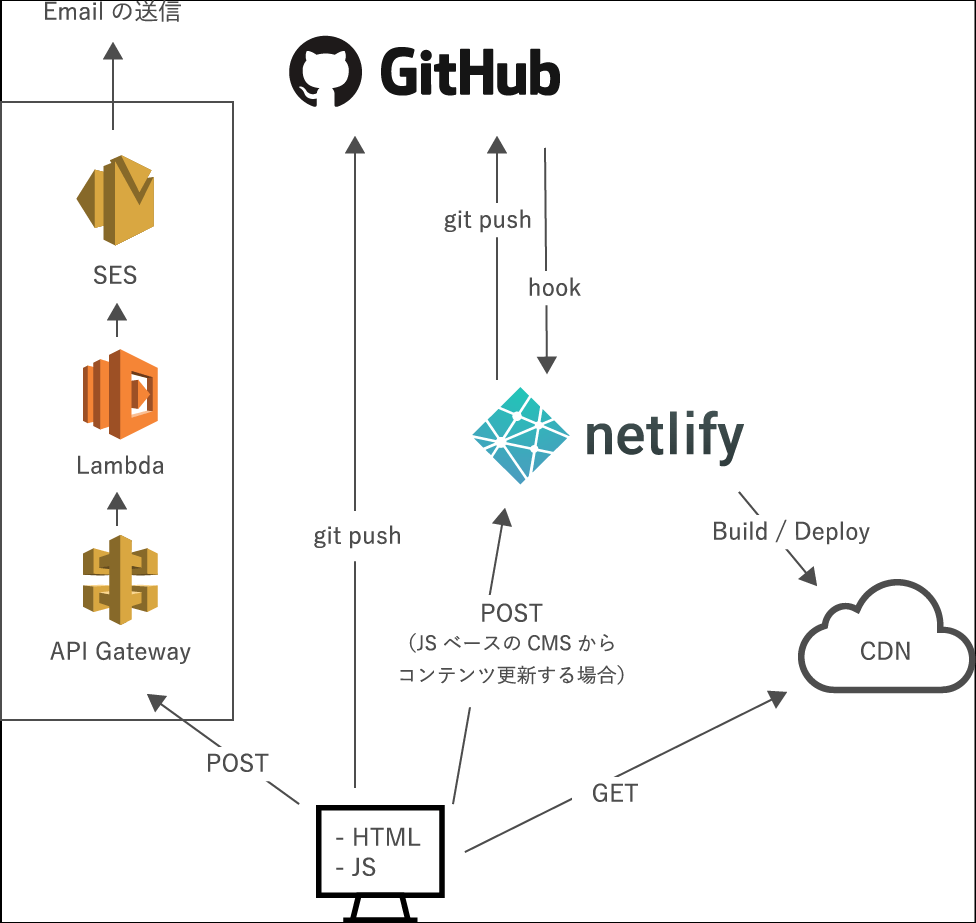 Email の送信
GitHub
git push
hook
SES
netlify
Lambda
git push
Build / Deploy
POST
（JS ベースの CMS から
コンテンツ更新する場合）
API Gateway
CDN
POST
GET
- HTML
- JS